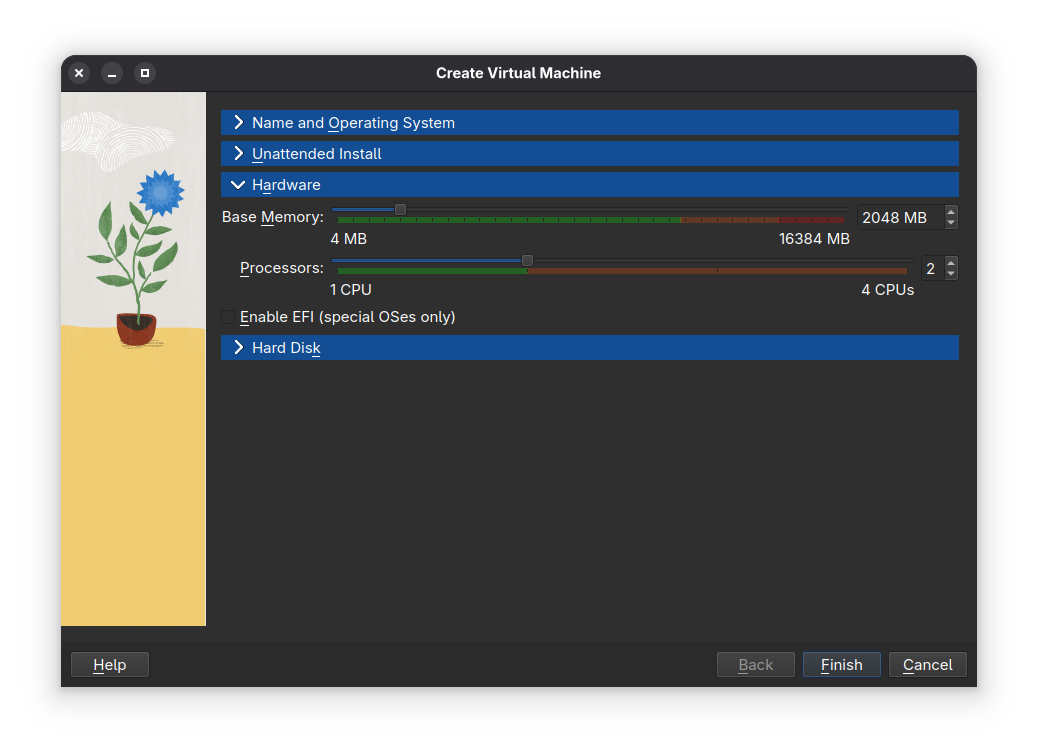 Create Virtual Machine
Name and Operating System
Unattended Install
Hardware
Base Memory: 2048 MB
4 MB 16384 MB
Processors: 2
1 CPU 4 CPUs
Enable EFI (special OSes only)
Hard Disk
Help Back Finish Cancel